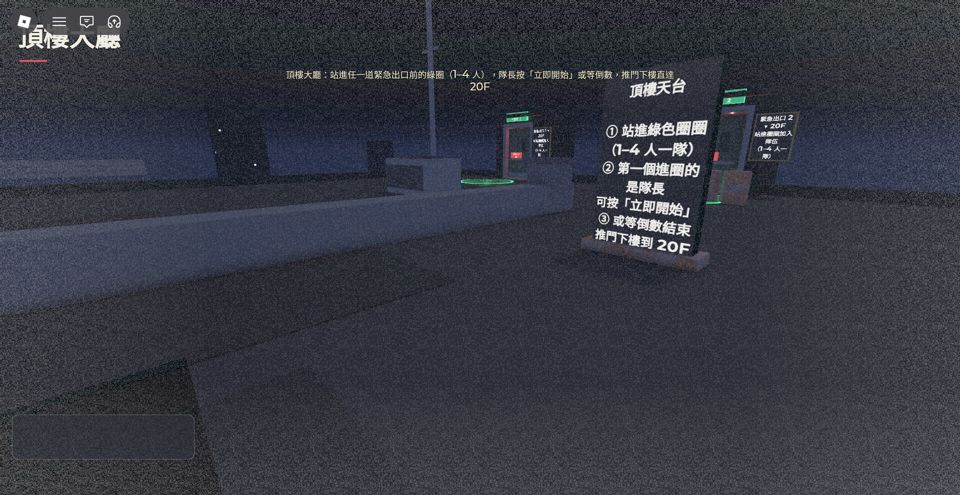 頂樓大廳
頂樓大廳：站進任一道緊急出口前的綠圈（1–4 人），隊長按「立即開始」或等倒數，推門下樓直達
20F
頂樓天台
① 站進綠色圈圈
（1–4 人一隊）
② 第一個進圈的
是隊長
可按「立即開始」
③ 或等倒數結束
推門下樓到 20F
2
緊急出口 2
→ 20F
站綠圈圈加入
隊伍
（1–4 人一
隊）